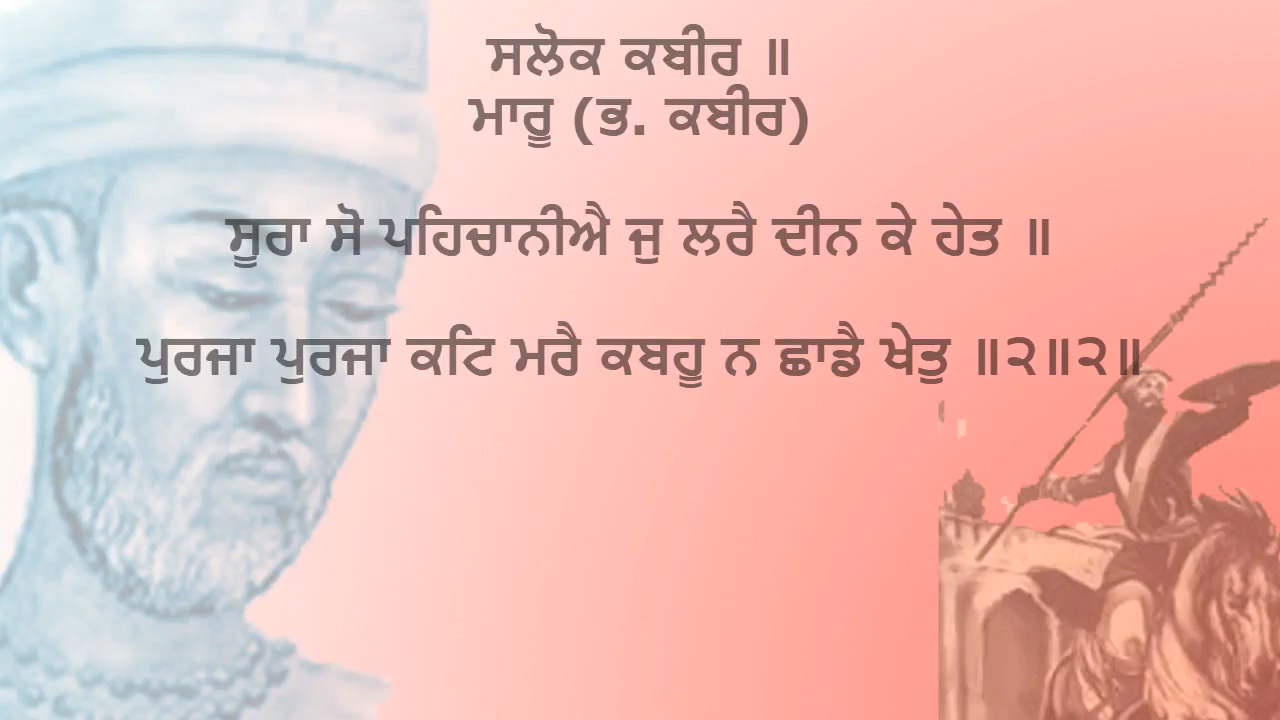 ਸਲੋਕ ਕਬੀਰ ॥
ਮਾਰੂ (ਭ. ਕਬੀਰ)
ਸੂਰਾ ਸੋ ਪਹਿਚਾਨੀਐ ਜੁ ਲਰੈ ਦੀਨ ਕੇ ਹੇਤ ॥
ਪੁਰਜਾ ਪੁਰਜਾ ਕਟਿ ਮਰੈ ਕਬਹੂ ਨ ਛਾਡੈ ਖੇਤੁ ॥੨॥੨॥